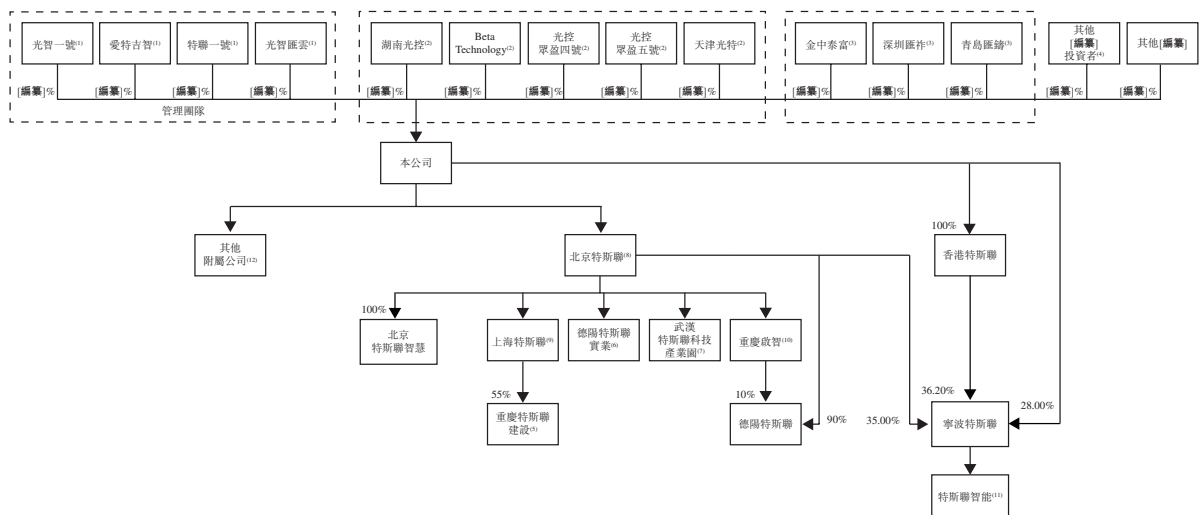 光智一號(1)
愛特吉智(1)
特聯一號(1)
光智匯雲(1)
湖南光控(2)
Beta
Technology(2)
光控
眾盈四號(2)
光控
眾盈五號(2)
天津光特(2)
金中泰富(3)
深圳匯祚(3)
青島匯鑄(3)
其他
[編纂]
投資者(4)
其他[編纂]
[編纂]%
[編纂]%
[編纂]%
[編纂]%
[編纂]%
[編纂]%
[編纂]%
[編纂]%
[編纂]%
[編纂]%
[編纂]%
[編纂]%
[編纂]%
[編纂]%
管理團隊
本公司
100%
其他
附屬公司(12)
北京特斯聯(8)
香港特斯聯
100%
北京
特斯聯智慧
上海特斯聯(9)
德陽特斯聯
實業(6)
武漢
特斯聯科技
產業園(7)
重慶啟智(10)
55%
10%
36.20%
重慶特斯聯
建設(5)
德陽特斯聯
90%
35.00%
寧波特斯聯
28.00%
特斯聯智能(11)